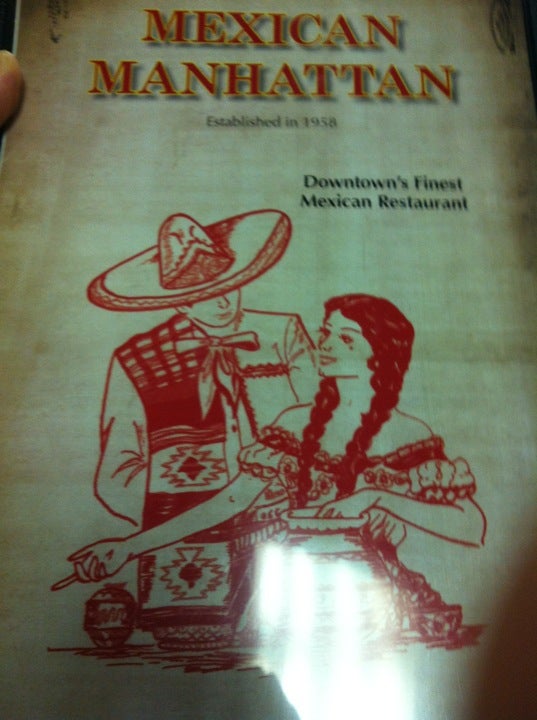 MEXICAN
MANHATTAN
Established in 1958
Downtown's Finest
Mexican Restaurant